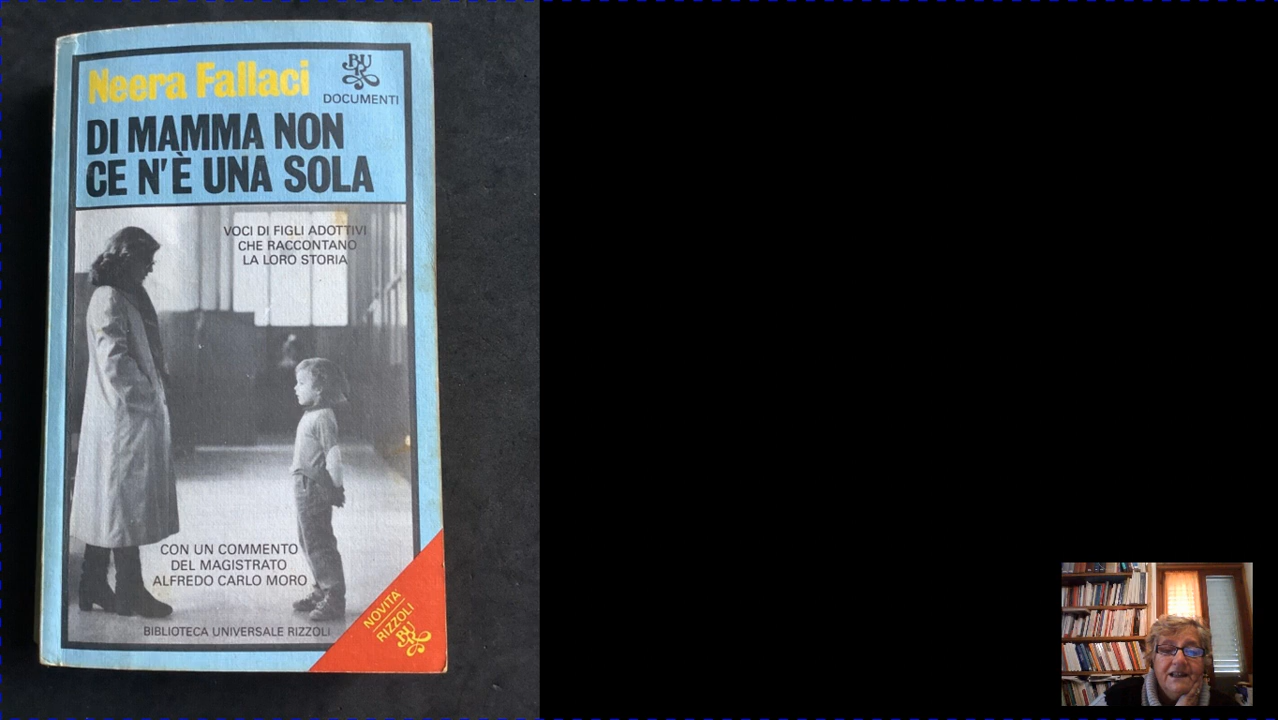 Neera Fallaci
BUR
DOCUMENTI
DI MAMMA NON
CE N'È UNA SOLA
VOCI DI FIGLI ADOTTIVI
CHE RACCONTANO
LA LORO STORIA
CON UN COMMENTO
DEL MAGISTRATO
ALFREDO CARLO MORO
BIBLIOTECA UNIVERSALE RIZZOLI
NOVITÀ
RIZZOLI
BUR